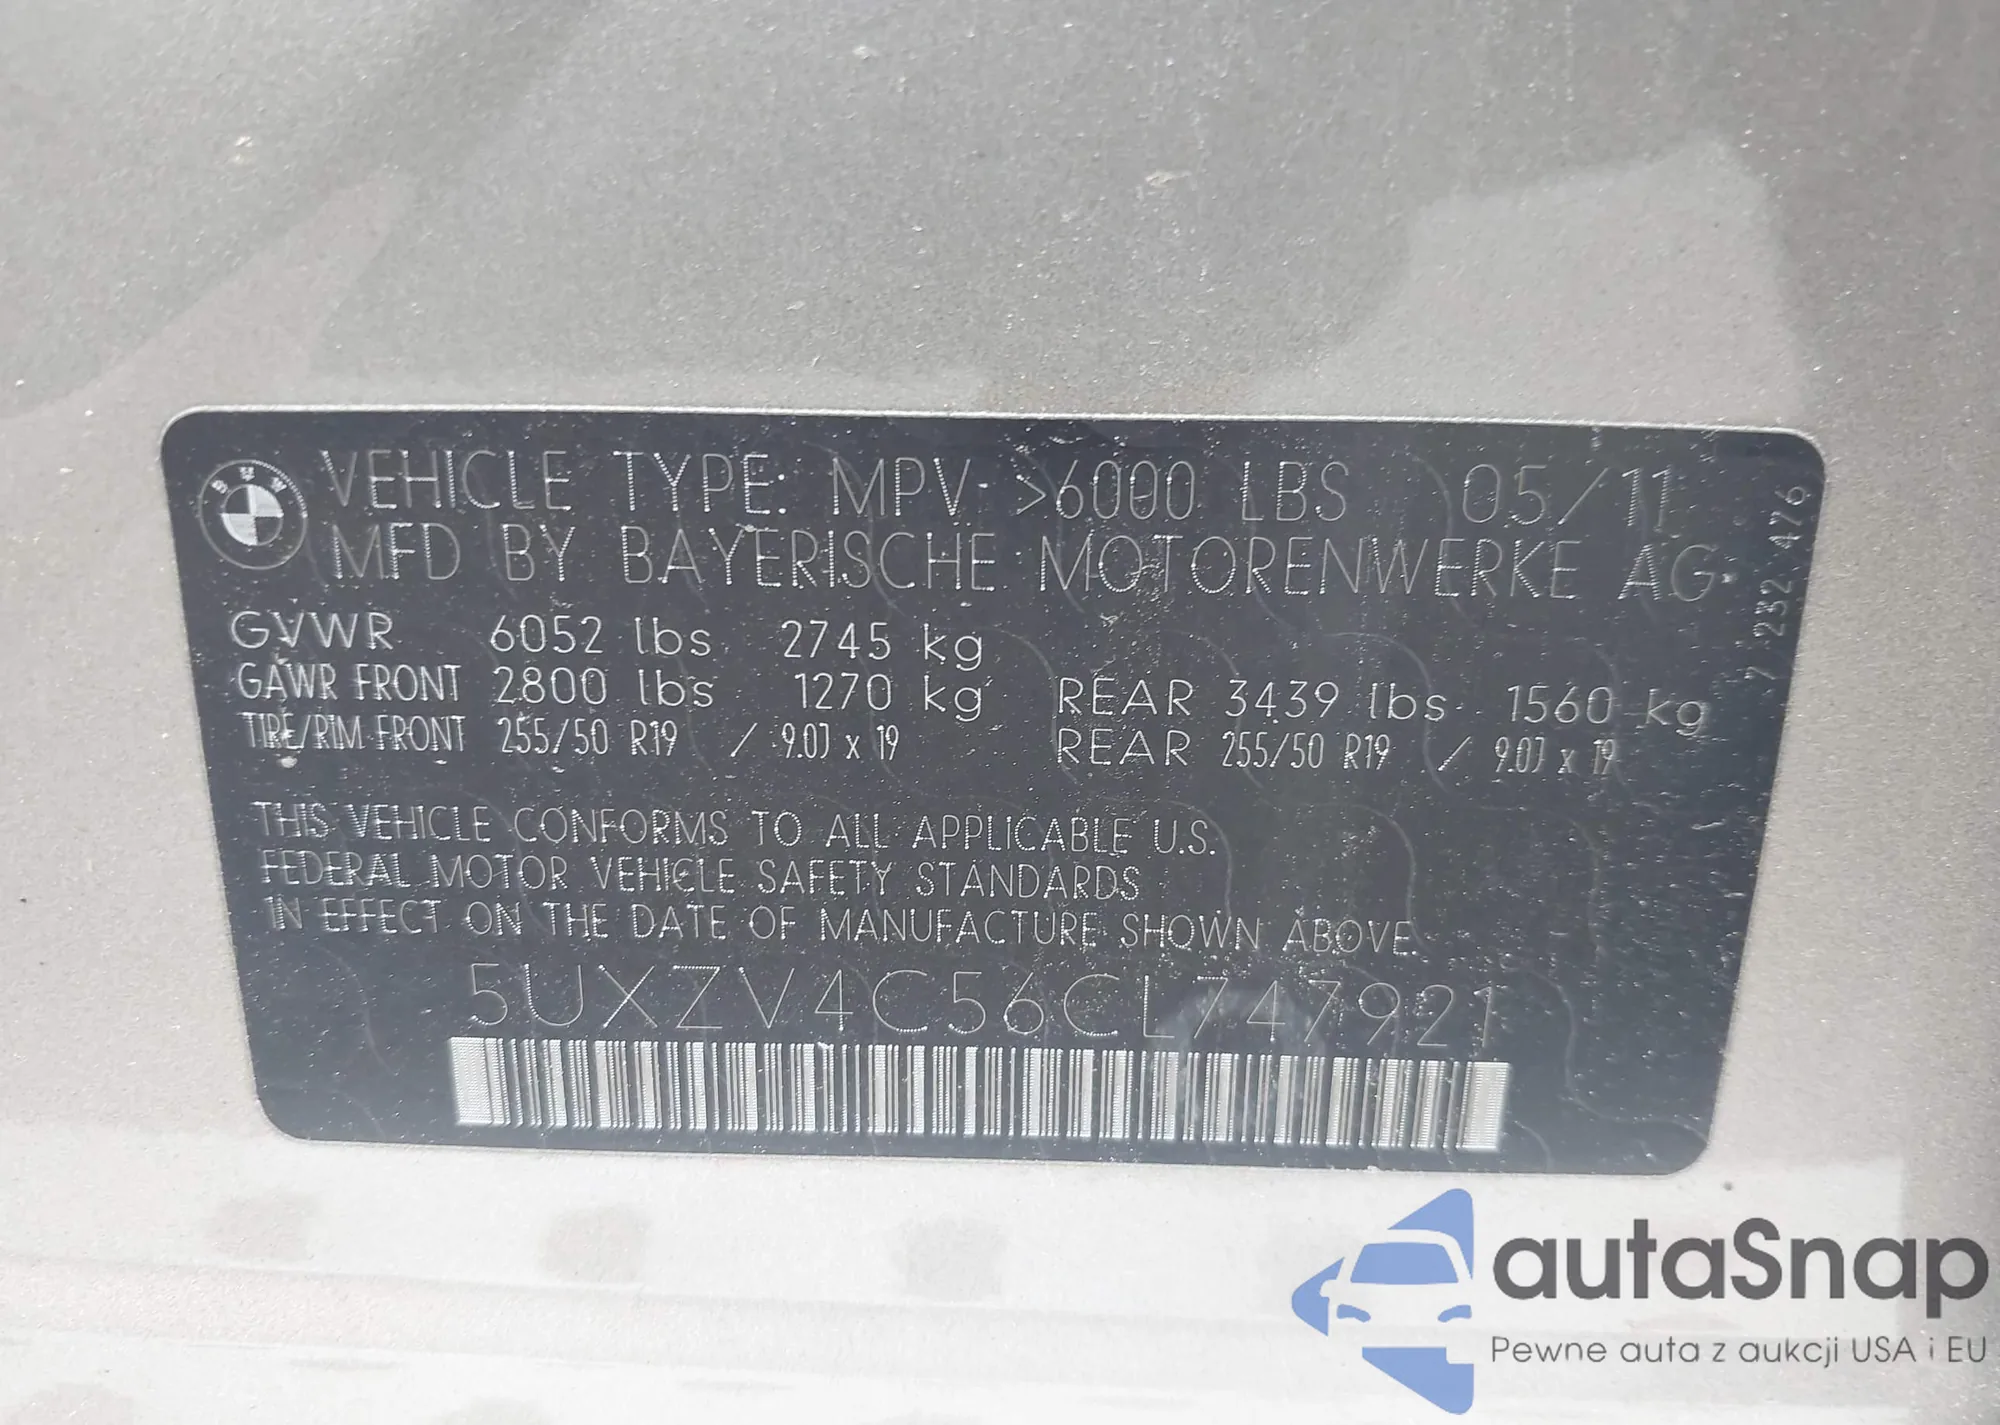 BMW
VEHICLE TYPE: MPV >6000 LBS 05/11
MFD BY BAYERISCHE MOTORENWERKE AG
GVWR 6052 lbs 2745 kg
GAWR FRONT 2800 lbs 1270 kg REAR 3439 lbs 1560 kg
TIRE/RIM FRONT 255/50 R19 / 9.0J x 19 REAR 255/50 R19 / 9.0J x 19
7 232 476
THIS VEHICLE CONFORMS TO ALL APPLICABLE U.S.
FEDERAL MOTOR VEHICLE SAFETY STANDARDS
IN EFFECT ON THE DATE OF MANUFACTURE SHOWN ABOVE.
5UXZV4C56CL747921
autaSnap
Pewne auta z aukcji USA i EU